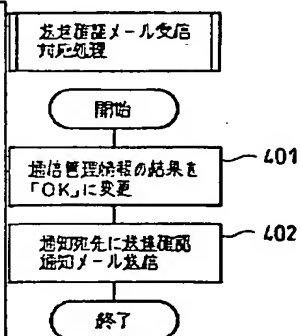 送達確認メール受信
対応処理
開始
通信管理情報の結果を
401
「OK」に変更
通知宛先に送達確認
402
通知メール送信
終了